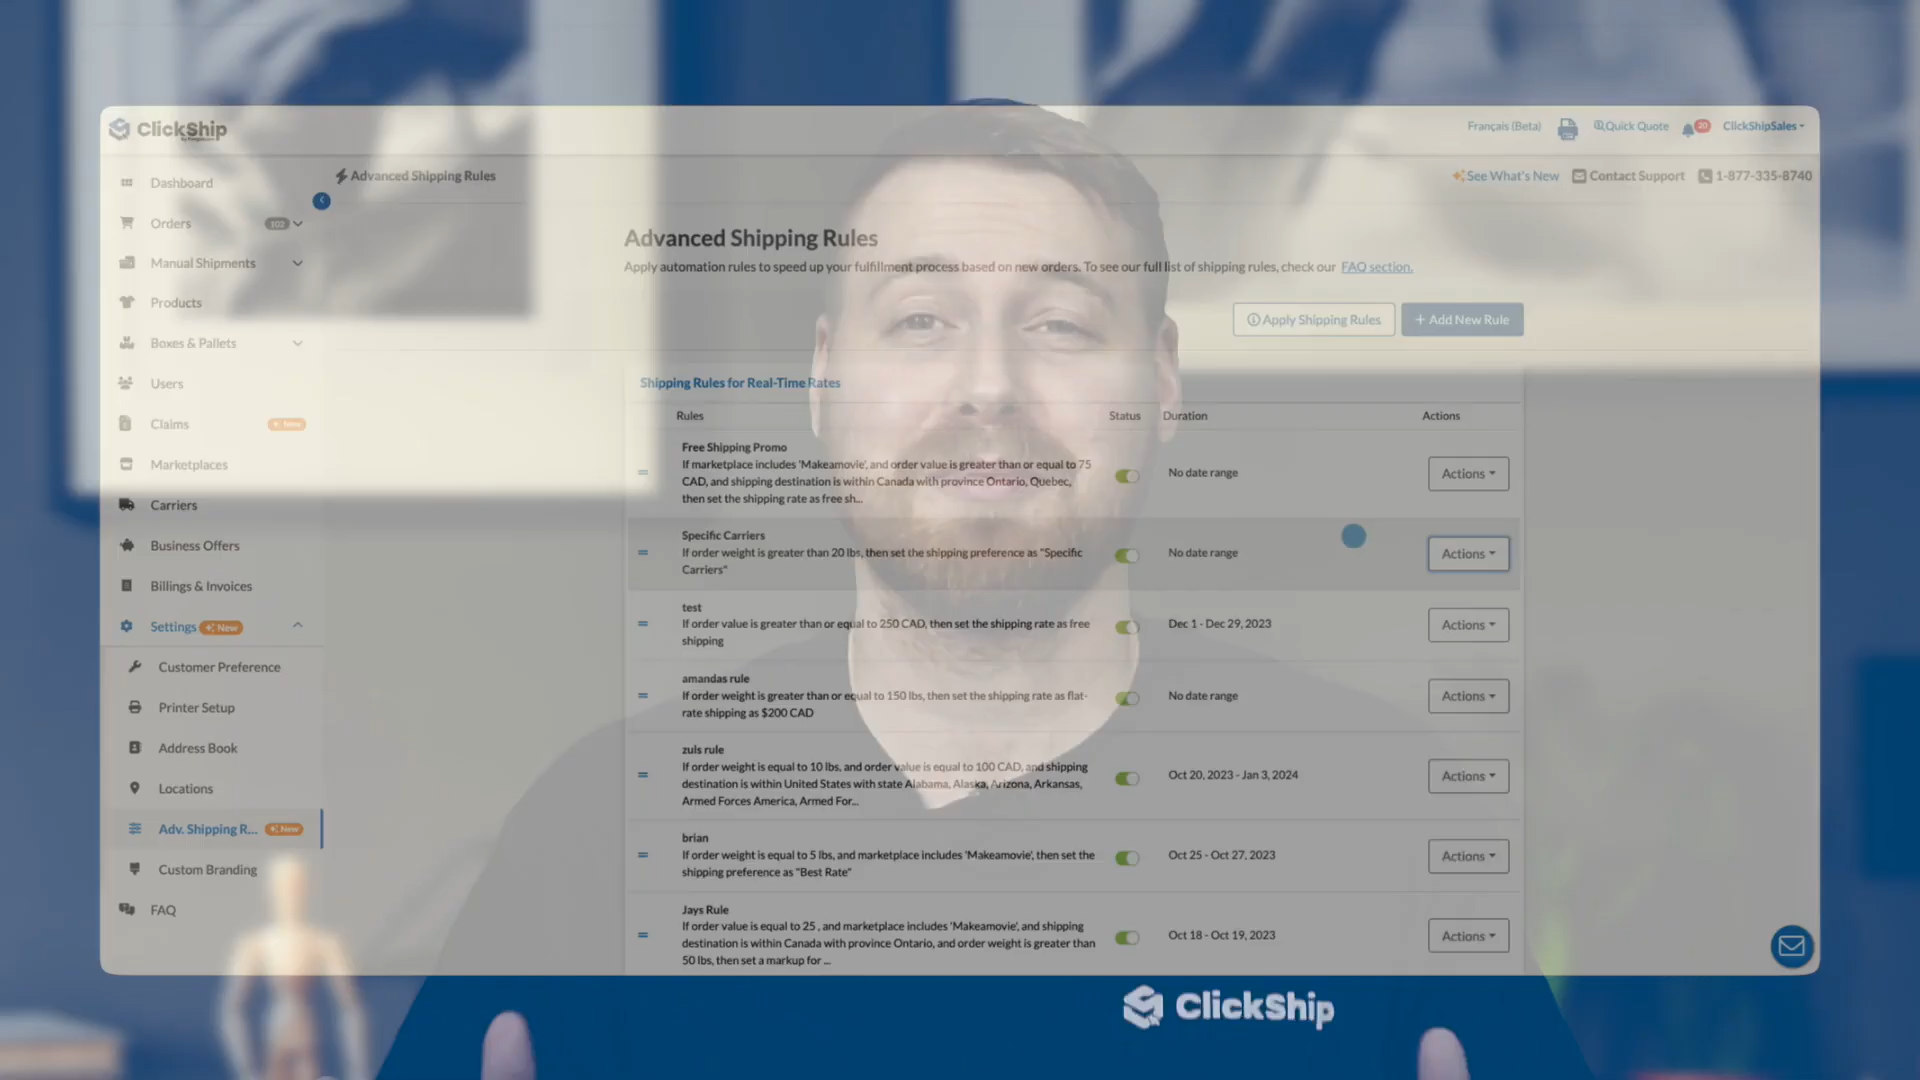 ClickShip
Français (Beta)
Quick Quote
20
ClickShipSales
Dashboard
Advanced Shipping Rules
See What's New
Contact Support
1-877-335-8740
Orders
102
Manual Shipments
Products
Boxes & Pallets
Users
Claims
New
Marketplaces
Carriers
Business Offers
Billings & Invoices
Settings
New
Customer Preference
Printer Setup
Address Book
Locations
Adv. Shipping R...
New
Custom Branding
FAQ
Advanced Shipping Rules
Apply automation rules to speed up your fulfillment process based on new orders. To see our full list of shipping rules, check our FAQ section.
Apply Shipping Rules
+ Add New Rule
Shipping Rules for Real-Time Rates
Rules Status Duration Actions
Free Shipping Promo
If marketplace includes 'Makeamovie', and order value is greater than or equal to 75
CAD, and shipping destination is within Canada with province Ontario, Quebec,
then set the shipping rate as free sh...
No date range
Actions
Specific Carriers
If order weight is greater than 20 lbs, then set the shipping preference as "Specific
Carriers"
No date range
Actions
test
If order value is greater than or equal to 250 CAD, then set the shipping rate as free
shipping
Dec 1 - Dec 29, 2023
Actions
amandas rule
If order weight is greater than or equal to 150 lbs, then set the shipping rate as flat-
rate shipping as $200 CAD
No date range
Actions
zuls rule
If order weight is equal to 10 lbs, and order value is equal to 100 CAD, and shipping
destination is within United States with state Alabama, Alaska, Arizona, Arkansas,
Armed Forces America, Armed For...
Oct 20, 2023 - Jan 3, 2024
Actions
brian
If order weight is equal to 5 lbs, and marketplace includes 'Makeamovie', then set the
shipping preference as "Best Rate"
Oct 25 - Oct 27, 2023
Actions
Jays Rule
If order value is equal to 25 , and marketplace includes 'Makeamovie', and shipping
destination is within Canada with province Ontario, and order weight is greater than
50 lbs, then set a markup for ...
Oct 18 - Oct 19, 2023
Actions
ClickShip